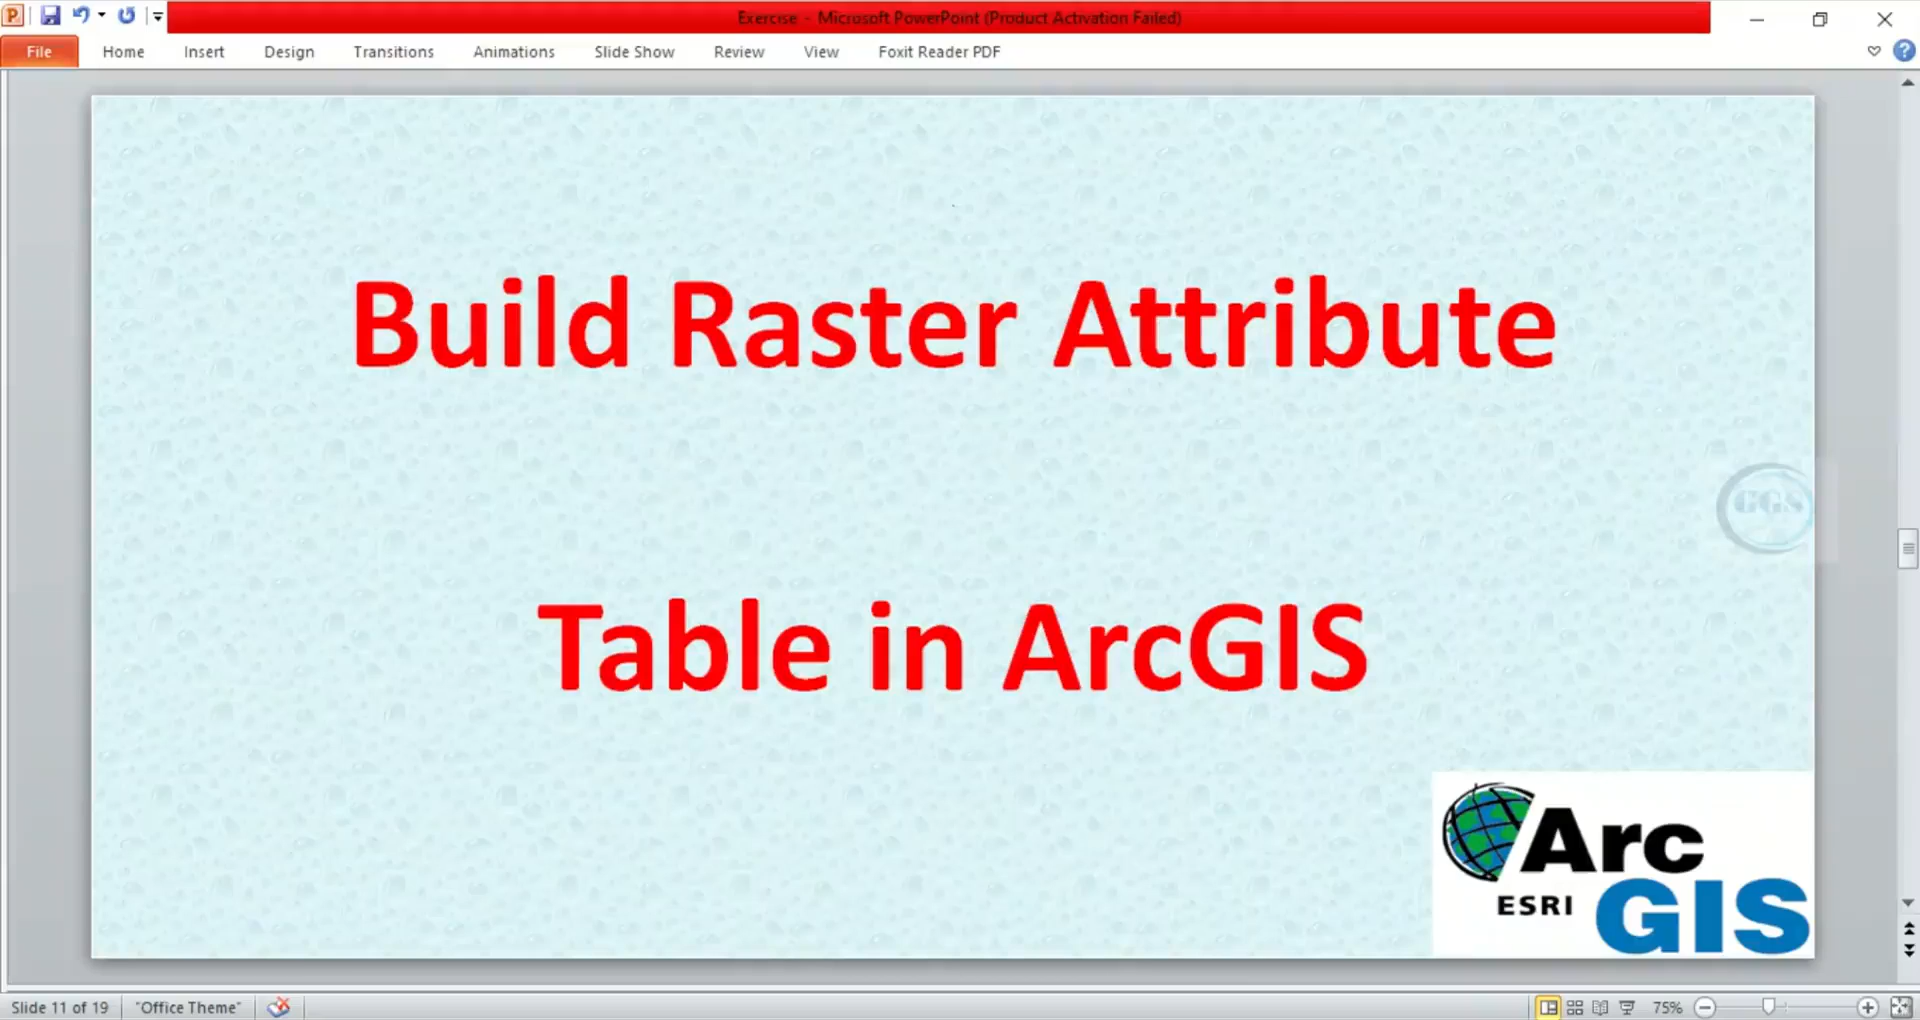 Exercise - Microsoft PowerPoint (Product Activation Failed)
File Home Insert Design Transitions Animations Slide Show Review View Foxit Reader PDF
Build Raster Attribute
GGS
Table in ArcGIS
Arc
ESRI GIS
Slide 11 of 19 "Office Theme" 75%